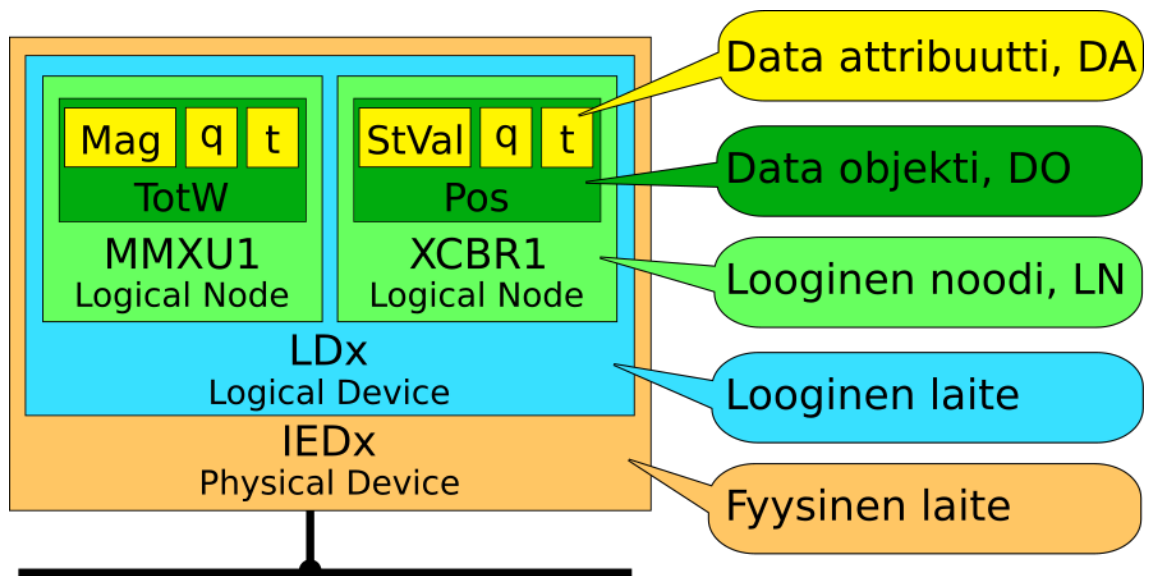 Mag q t
TotW
MMXU1
Logical Node
StVal q t
Pos
XCBR1
Logical Node
LDx
Logical Device
IEDx
Physical Device
Data attribuutti, DA
Data objekti, DO
Looginen noodi, LN
Looginen laite
Fyysinen laite